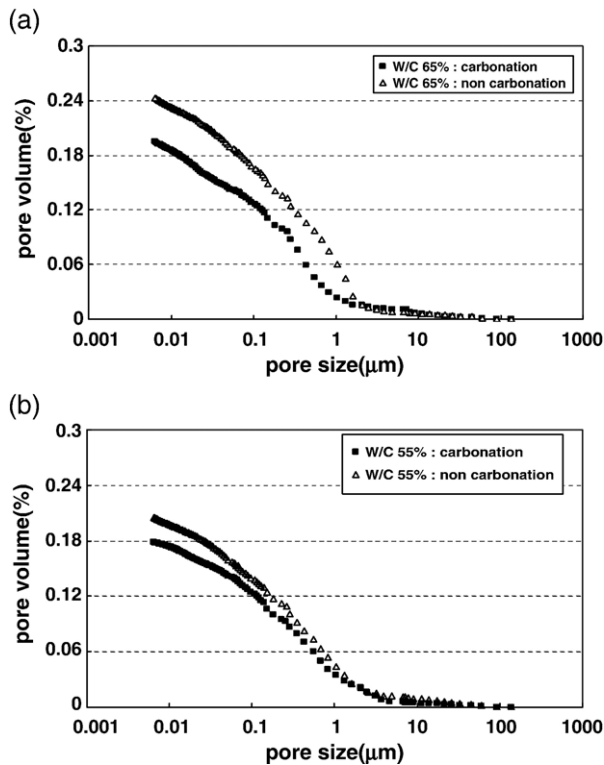 (a)
0.3
0.24
0.18
0.12
0.06
0
pore volume(%)
W/C 65% : carbonation
W/C 65% : non carbonation
0.001 0.01 0.1 1 10 100 1000
pore size(μm)
(b)
0.3
0.24
0.18
0.12
0.06
0
pore volume(%)
W/C 55% : carbonation
W/C 55% : non carbonation
0.001 0.01 0.1 1 10 100 1000
pore size(μm)